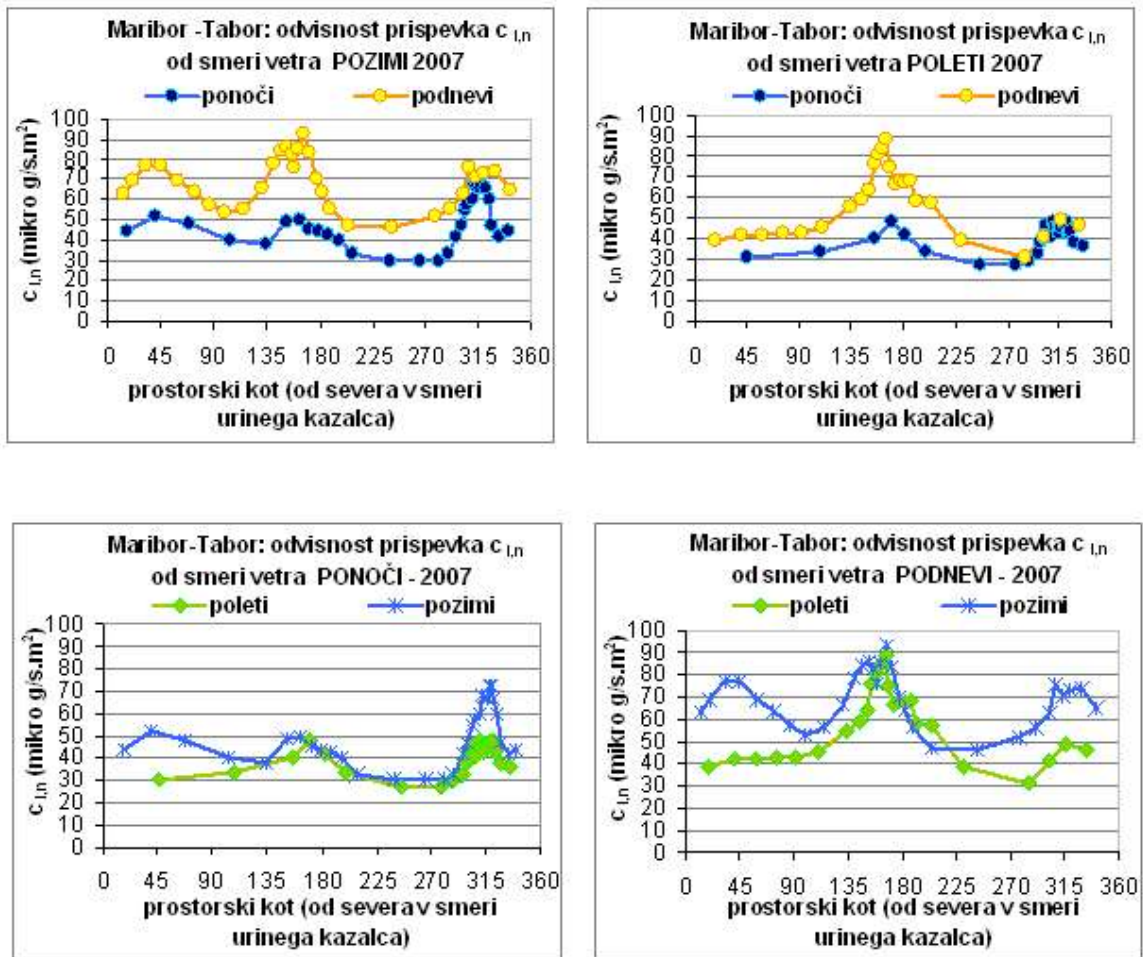 Maribor -Tabor: odvisnost prispevka c I,n
od smeri vetra POZIMI 2007
ponoči podnevi
c I,n (mikro g/s.m²)
100
90
80
70
60
50
40
30
20
10
0
0 45 90 135 180 225 270 315 360
prostorski kot (od severa v smeri
urinega kazalca)
Maribor-Tabor: odvisnost prispevka c I,n
od smeri vetra POLETI 2007
ponoči podnevi
c I,n (mikro g/s.m²)
100
90
80
70
60
50
40
30
20
10
0
0 45 90 135 180 225 270 315 360
prostorski kot (od severa v smeri
urinega kazalca)
Maribor-Tabor: odvisnost prispevka c I,n
od smeri vetra PONOČI - 2007
poleti pozimi
c I,n (mikro g/s.m²)
100
90
80
70
60
50
40
30
20
10
0
0 45 90 135 180 225 270 315 360
prostorski kot (od severa v smeri
urinega kazalca)
Maribor-Tabor: odvisnost prispevka c I,n
od smeri vetra PODNEVI - 2007
poleti pozimi
c I,n (mikro g/s.m²)
100
90
80
70
60
50
40
30
20
10
0
0 45 90 135 180 225 270 315 360
prostorski kot (od severa v smeri
urinega kazalca)